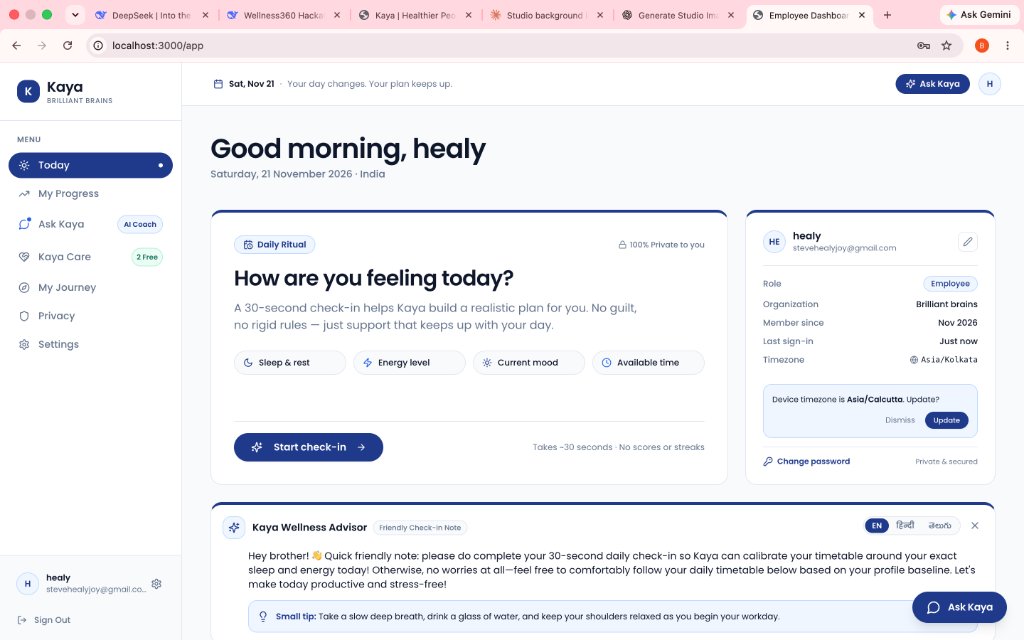 DeepSeek | Into the
Wellness360 Hacka
Kaya | Healthier Peo
Studio background
Generate Studio Ima
Employee Dashboar
Ask Gemini
localhost:3000/app
B
K
Kaya
BRILLIANT BRAINS
Sat, Nov 21 · Your day changes. Your plan keeps up.
Ask Kaya
H
MENU
Today
My Progress
Ask Kaya
AI Coach
Kaya Care
2 Free
My Journey
Privacy
Settings
Good morning, healy
Saturday, 21 November 2026 · India
Daily Ritual
100% Private to you
How are you feeling today?
A 30-second check-in helps Kaya build a realistic plan for you. No guilt,
no rigid rules — just support that keeps up with your day.
Sleep & rest
Energy level
Current mood
Available time
Start check-in →
Takes ~30 seconds · No scores or streaks
HE
healy
stevehealyjoy@gmail.com
Role
Employee
Organization
Brilliant brains
Member since
Nov 2026
Last sign-in
Just now
Timezone
Asia/Kolkata
Device timezone is Asia/Calcutta. Update?
Dismiss
Update
Change password
Private & secured
Kaya Wellness Advisor
Friendly Check-in Note
EN
हिन्दी
తెలుగు
Hey brother! 👋 Quick friendly note: please do complete your 30-second daily check-in so Kaya can calibrate your timetable around your exact
sleep and energy today! Otherwise, no worries at all—feel free to comfortably follow your daily timetable below based on your profile baseline. Let's
make today productive and stress-free!
Small tip: Take a slow deep breath, drink a glass of water, and keep your shoulders relaxed as you begin your workday.
Ask Kaya
H
healy
stevehealyjoy@gmail.co...
Sign Out